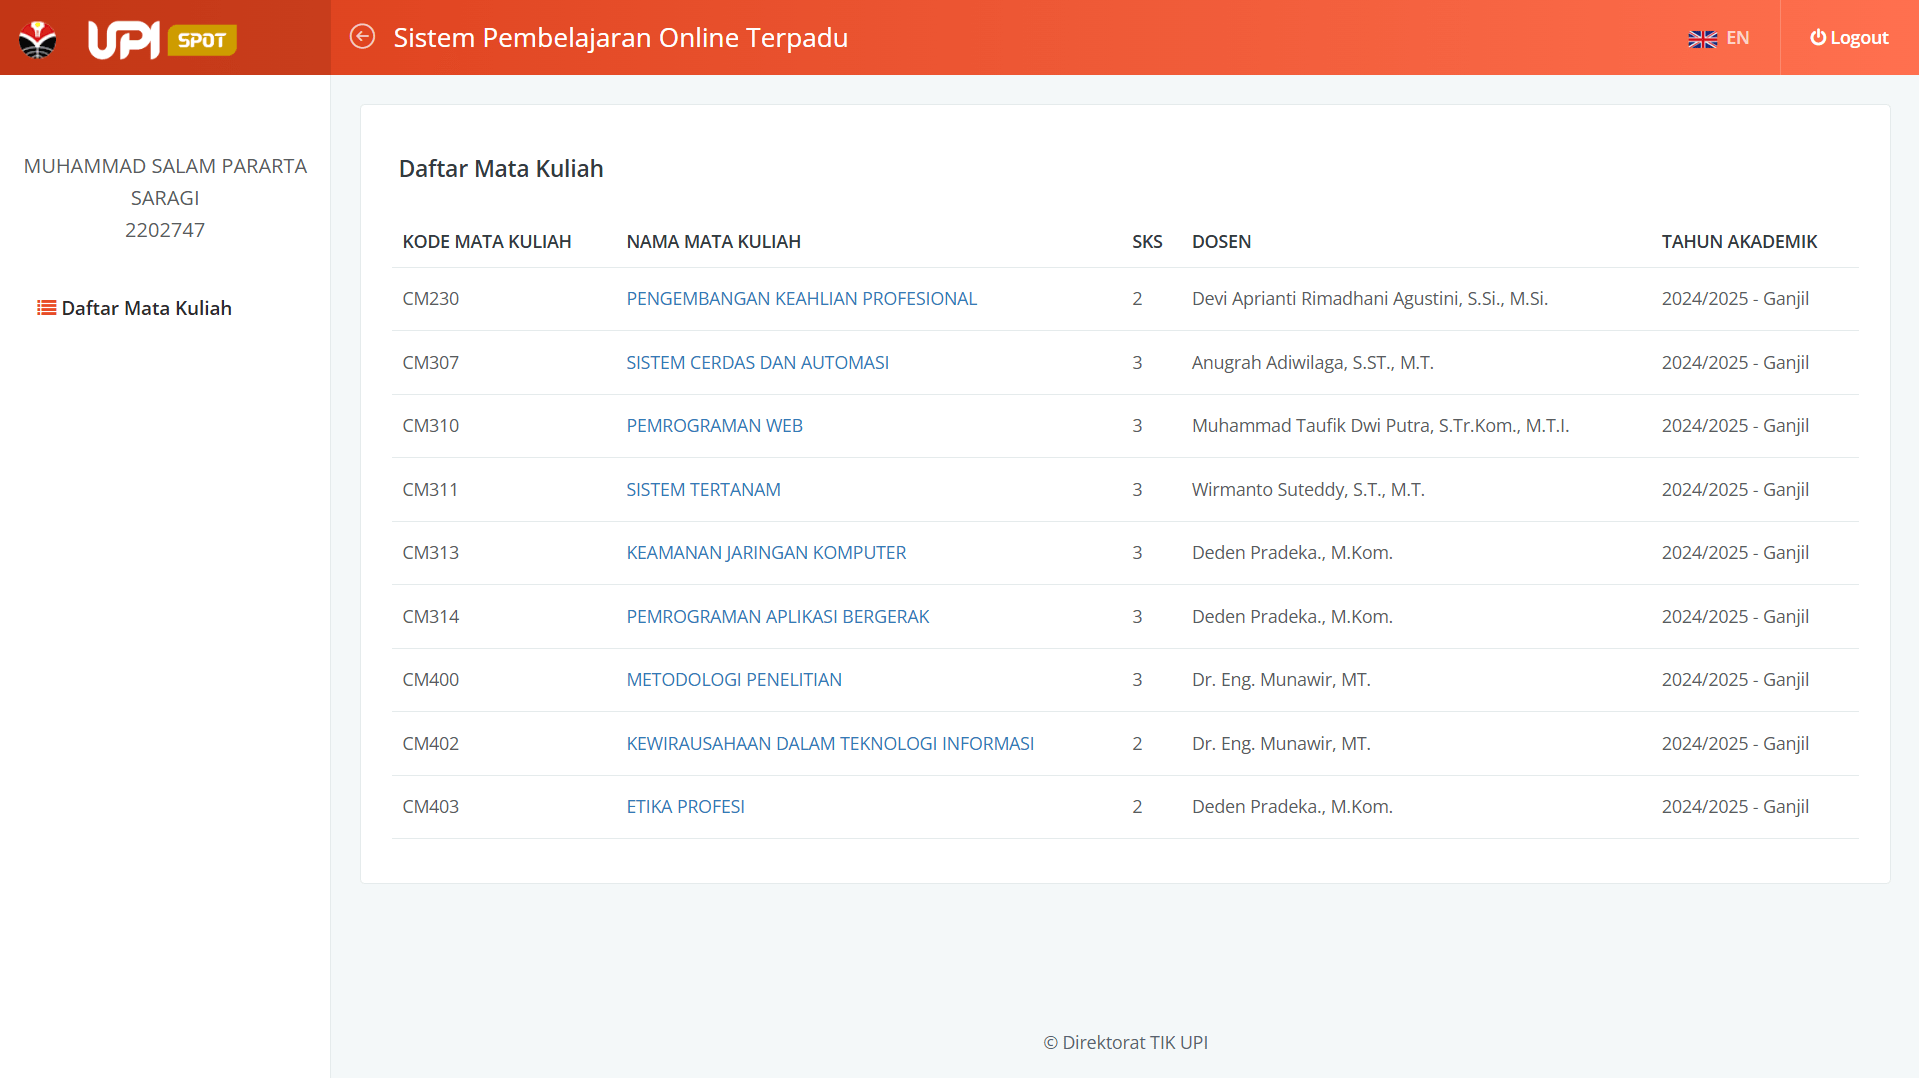 UPI SPOT
Sistem Pembelajaran Online Terpadu
EN
Logout
MUHAMMAD SALAM PARARTA
SARAGI
2202747
Daftar Mata Kuliah
Daftar Mata Kuliah
KODE MATA KULIAH NAMA MATA KULIAH SKS DOSEN TAHUN AKADEMIK
CM230 PENGEMBANGAN KEAHLIAN PROFESIONAL 2 Devi Aprianti Rimadhani Agustini, S.Si., M.Si. 2024/2025 - Ganjil
CM307 SISTEM CERDAS DAN AUTOMASI 3 Anugrah Adiwilaga, S.ST., M.T. 2024/2025 - Ganjil
CM310 PEMROGRAMAN WEB 3 Muhammad Taufik Dwi Putra, S.Tr.Kom., M.T.I. 2024/2025 - Ganjil
CM311 SISTEM TERTANAM 3 Wirmanto Suteddy, S.T., M.T. 2024/2025 - Ganjil
CM313 KEAMANAN JARINGAN KOMPUTER 3 Deden Pradeka., M.Kom. 2024/2025 - Ganjil
CM314 PEMROGRAMAN APLIKASI BERGERAK 3 Deden Pradeka., M.Kom. 2024/2025 - Ganjil
CM400 METODOLOGI PENELITIAN 3 Dr. Eng. Munawir, MT. 2024/2025 - Ganjil
CM402 KEWIRAUSAHAAN DALAM TEKNOLOGI INFORMASI 2 Dr. Eng. Munawir, MT. 2024/2025 - Ganjil
CM403 ETIKA PROFESI 2 Deden Pradeka., M.Kom. 2024/2025 - Ganjil
© Direktorat TIK UPI